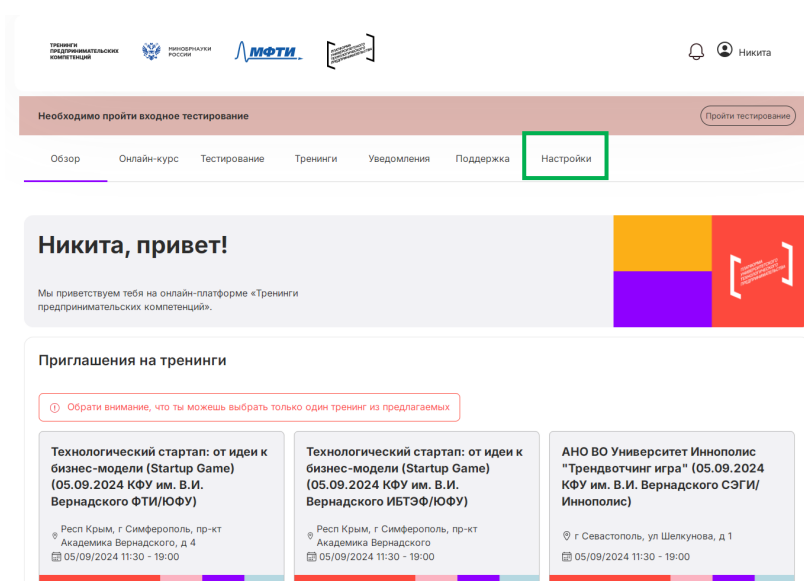 ТРЕНИНГИ
ПРЕДПРИНИМАТЕЛЬСКИХ
КОМПЕТЕНЦИЙ
МИНОБРНАУКИ
РОССИИ
МФТИ
Никита
Необходимо пройти входное тестирование
Пройти тестирование
Обзор Онлайн-курс Тестирование Тренинги Уведомления Поддержка Настройки
Никита, привет!
Мы приветствуем тебя на онлайн-платформе «Тренинги
предпринимательских компетенций».
ПЛАТФОРМА
УНИВЕРСИТЕТСКОГО
ТЕХНОЛОГИЧЕСКОГО
ПРЕДПРИНИМАТЕЛЬСТВА
Приглашения на тренинги
Обрати внимание, что ты можешь выбрать только один тренинг из предлагаемых
Технологический стартап: от идеи к
бизнес-модели (Startup Game)
(05.09.2024 КФУ им. В.И.
Вернадского ФТИ/ЮФУ)
Респ Крым, г Симферополь, пр-кт
Академика Вернадского, д 4
05/09/2024 11:30 - 19:00
Технологический стартап: от идеи к
бизнес-модели (Startup Game)
(05.09.2024 КФУ им. В.И.
Вернадского ИБТЭФ/ЮФУ)
Респ Крым, г Симферополь, пр-кт
Академика Вернадского
05/09/2024 11:30 - 19:00
АНО ВО Университет Иннополис
"Трендвотчинг игра" (05.09.2024
КФУ им. В.И. Вернадского СЭГИ/
Иннополис)
г Севастополь, ул Шелкунова, д 1
05/09/2024 11:30 - 19:00